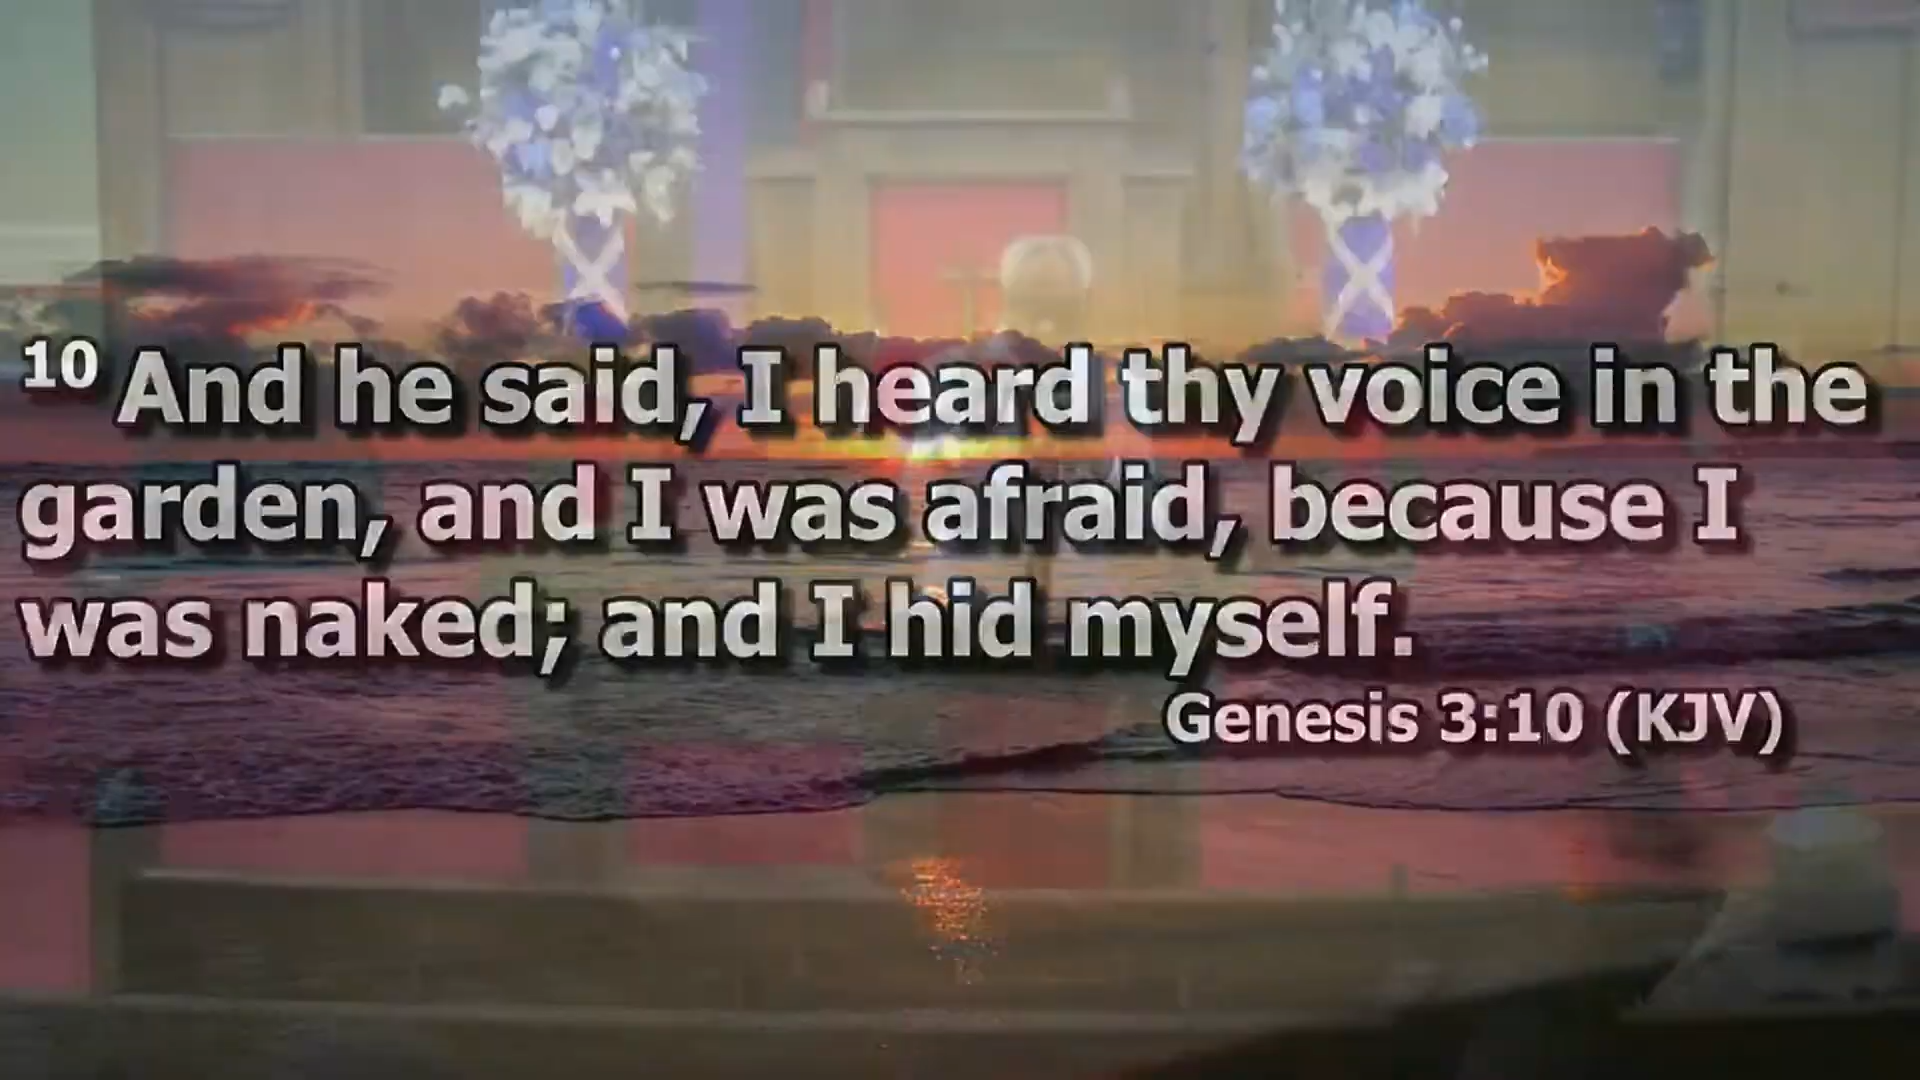 10 And he said, I heard thy voice in the
garden, and I was afraid, because I
was naked; and I hid myself.
Genesis 3:10 (KJV)